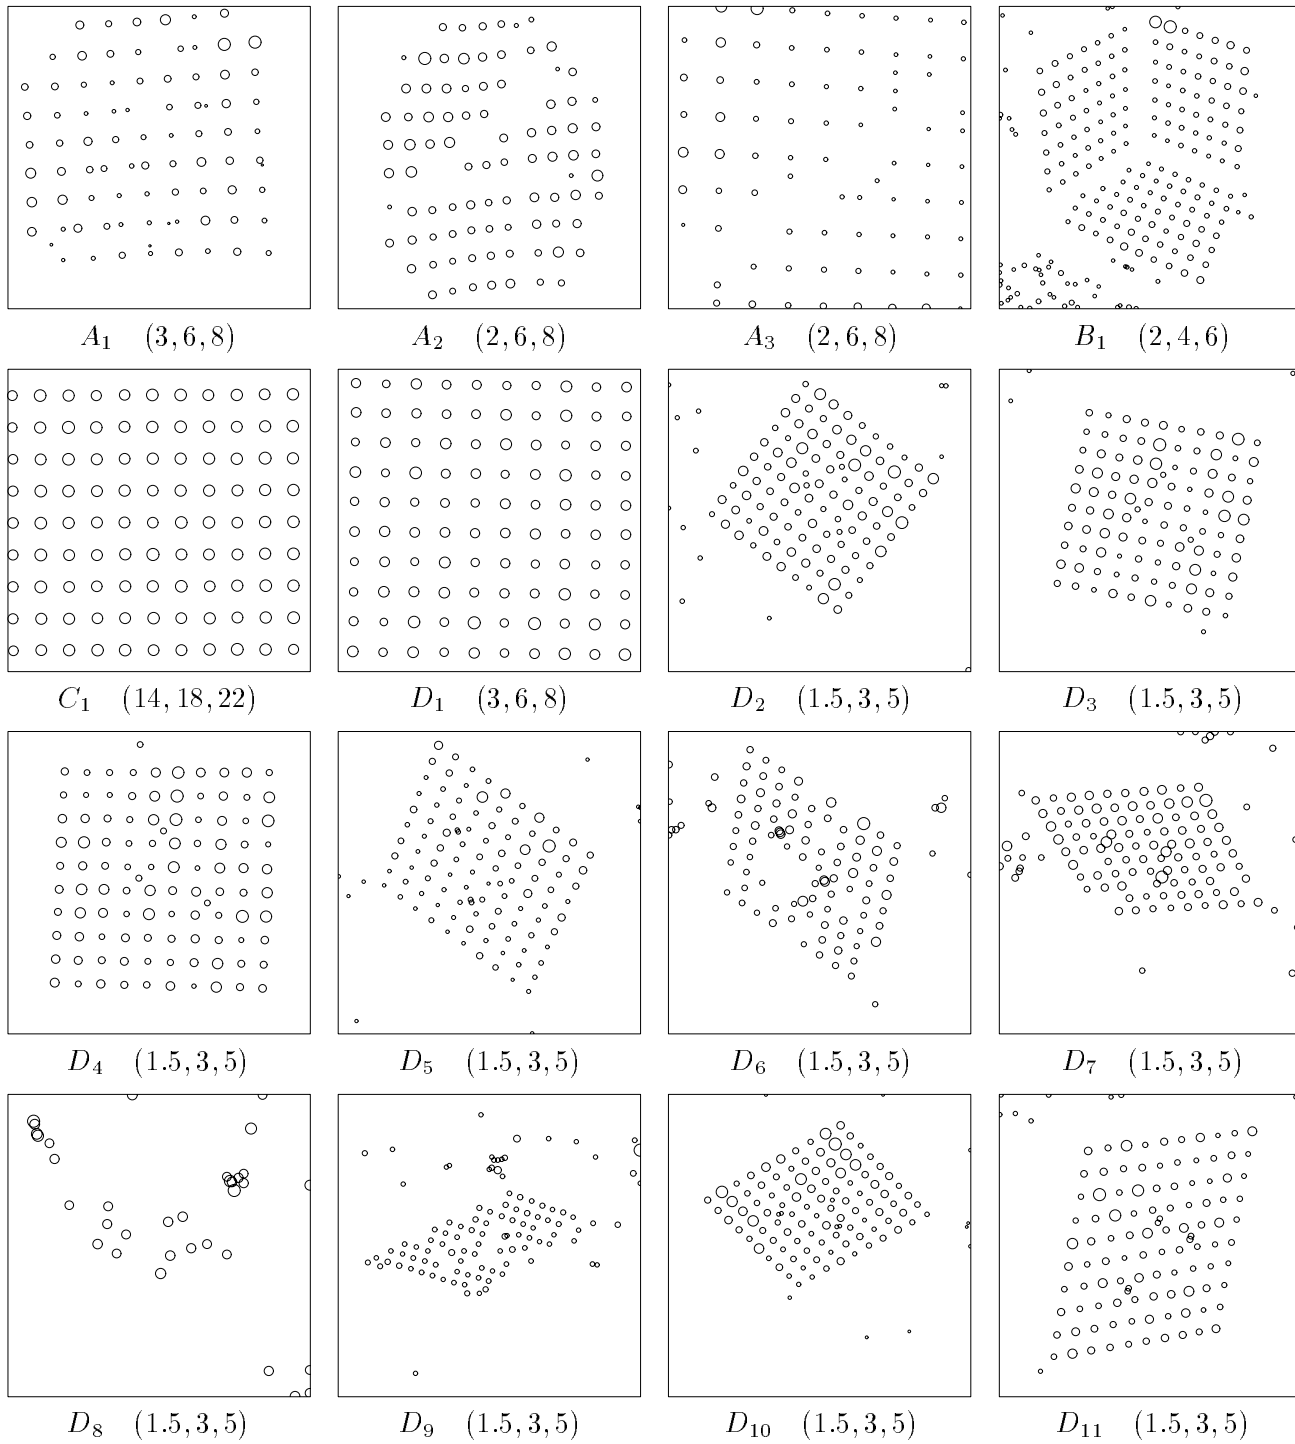 A₁ (3, 6, 8) A₂ (2, 6, 8) A₃ (2, 6, 8) B₁ (2, 4, 6)
C₁ (14, 18, 22) D₁ (3, 6, 8) D₂ (1.5, 3, 5) D₃ (1.5, 3, 5)
D₄ (1.5, 3, 5) D₅ (1.5, 3, 5) D₆ (1.5, 3, 5) D₇ (1.5, 3, 5)
D₈ (1.5, 3, 5) D₉ (1.5, 3, 5) D₁₀ (1.5, 3, 5) D₁₁ (1.5, 3, 5)